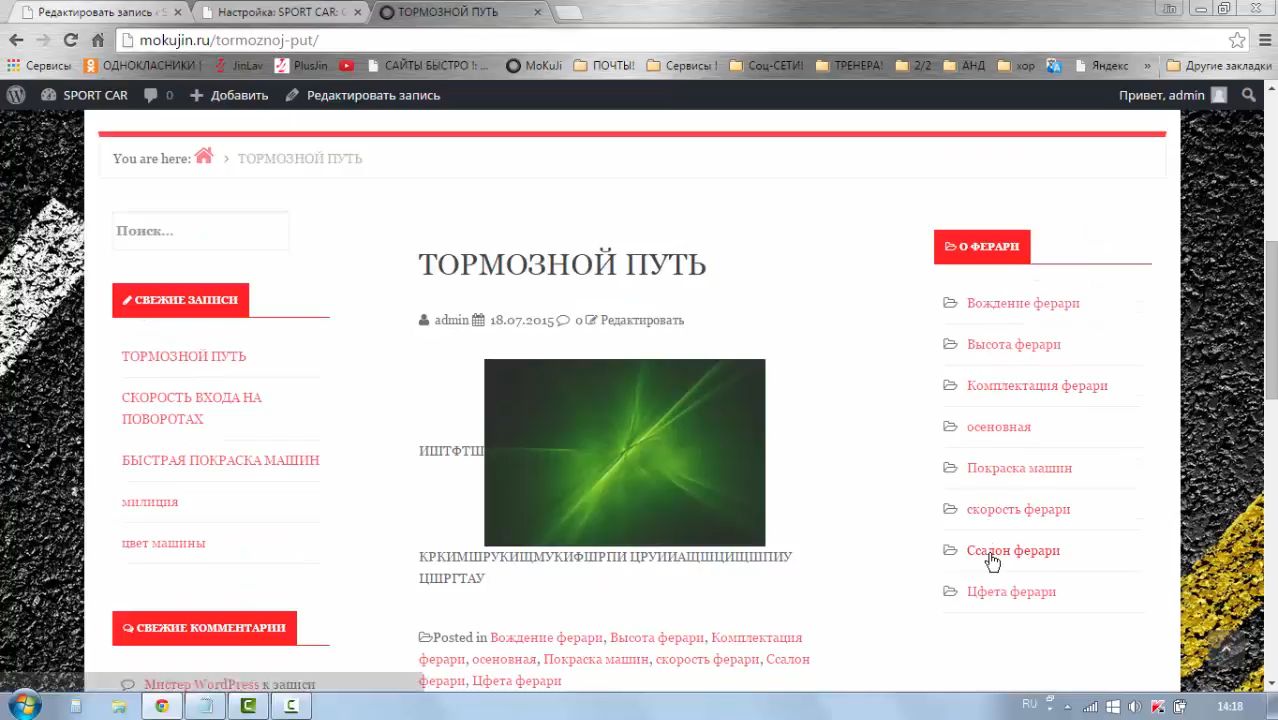 Редактировать запись ‹ S
Настройка: SPORT CAR: С
ТОРМОЗНОЙ ПУТЬ
mokujin.ru/tormoznoj-put/
Сервисы
ОДНОКЛАСНИКИ !
JinLav
PlusJin
САЙТЫ БЫСТРО !: ...
MoKuJi
ПОЧТЫ!
Сервисы !
Соц-СЕТИ!
ТРЕНЕРА!
2/2
АНД
хор
Яндекс
»
Другие закладки
SPORT CAR
0
Добавить
Редактировать запись
Привет, admin
You are here:
ТОРМОЗНОЙ ПУТЬ
Поиск...
СВЕЖИЕ ЗАПИСИ
ТОРМОЗНОЙ ПУТЬ
СКОРОСТЬ ВХОДА НА
ПОВОРОТАХ
БЫСТРАЯ ПОКРАСКА МАШИН
милиция
цвет машины
СВЕЖИЕ КОММЕНТАРИИ
Мистер WordPress к записи
ТОРМОЗНОЙ ПУТЬ
admin 18.07.2015 0 Редактировать
ИШТФТШ
КРКИМШРУКИЩМУКИФШРПИ ЦРУИИАЩШЦИЩШПИУ
ЦШРГТАУ
Posted in Вождение ферари, Высота ферари, Комплектация
ферари, осеновная, Покраска машин, скорость ферари, Ссалон
ферари, Цфета ферари
О ФЕРАРИ
Вождение ферари
Высота ферари
Комплектация ферари
осеновная
Покраска машин
скорость ферари
Ссалон ферари
Цфета ферари
RU
14:18